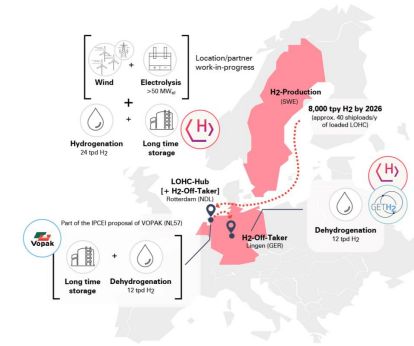 Wind
+
Electrolysis
>50 MWel
Location/partner
work-in-progress
+
Hydrogenation
24 tpd H2
+
Long time
storage
H
H2-Production
(SWE)
8,000 tpy H2 by 2026
(approx. 40 shiploads/y
of loaded LOHC)
LOHC-Hub
[+ H2-Off-Taker]
Rotterdam (NDL)
H
GETH2
Dehydrogenation
12 tpd H2
H2-Off-Taker
Lingen (GER)
Part of the IPCEI proposal of VOPAK (NL57)
Vopak
Long time
storage
+
Dehydrogenation
12 tpd H2